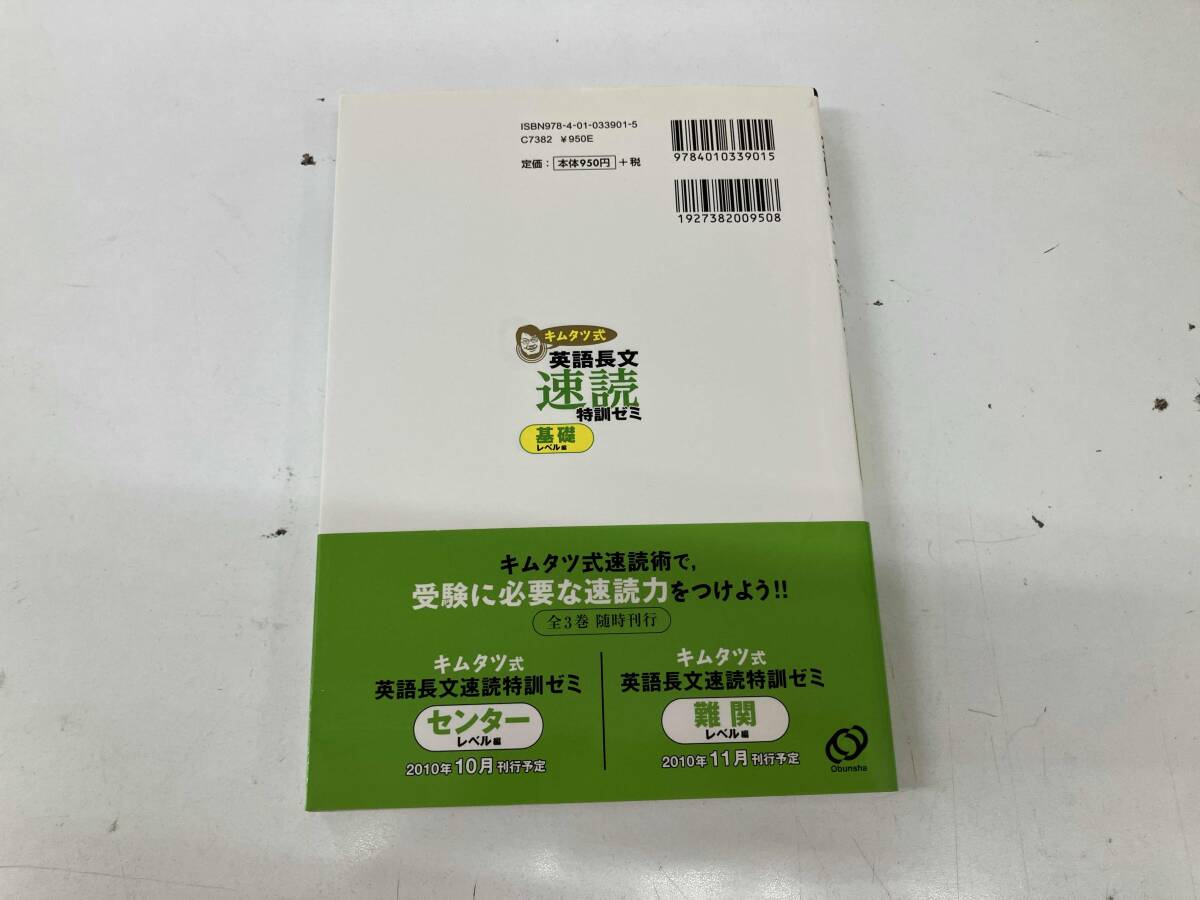 ISBN978-4-01-033901-5
C7382 ¥950E
定価：本体950円+税
9784010339015
1927382009508
キムタツ式
英語長文
速読
特訓ゼミ
基礎
レベル編
キムタツ式速読術で，
受験に必要な速読力をつけよう!!
全3巻 随時刊行
キムタツ式
英語長文速読特訓ゼミ
センター
レベル編
2010年10月刊行予定
キムタツ式
英語長文速読特訓ゼミ
難関
レベル編
2010年11月刊行予定
Obunsha